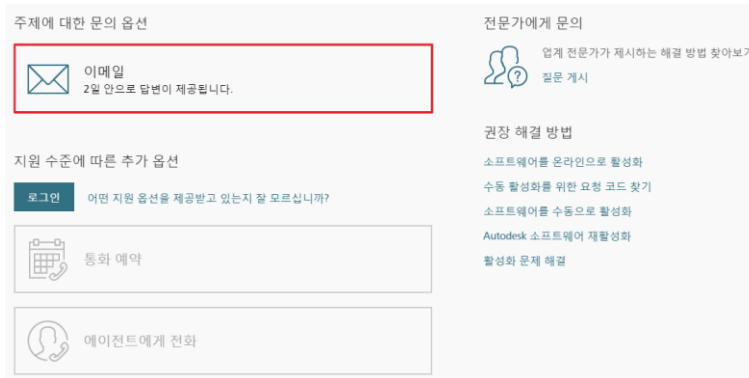 주제에 대한 문의 옵션
이메일
2일 안으로 답변이 제공됩니다.
지원 수준에 따른 추가 옵션
로그인
어떤 지원 옵션을 제공받고 있는지 잘 모르십니까?
통화 예약
에이전트에게 전화
전문가에게 문의
업계 전문가가 제시하는 해결 방법 찾아보기
질문 게시
권장 해결 방법
소프트웨어를 온라인으로 활성화
수동 활성화를 위한 요청 코드 찾기
소프트웨어를 수동으로 활성화
Autodesk 소프트웨어 재활성화
활성화 문제 해결